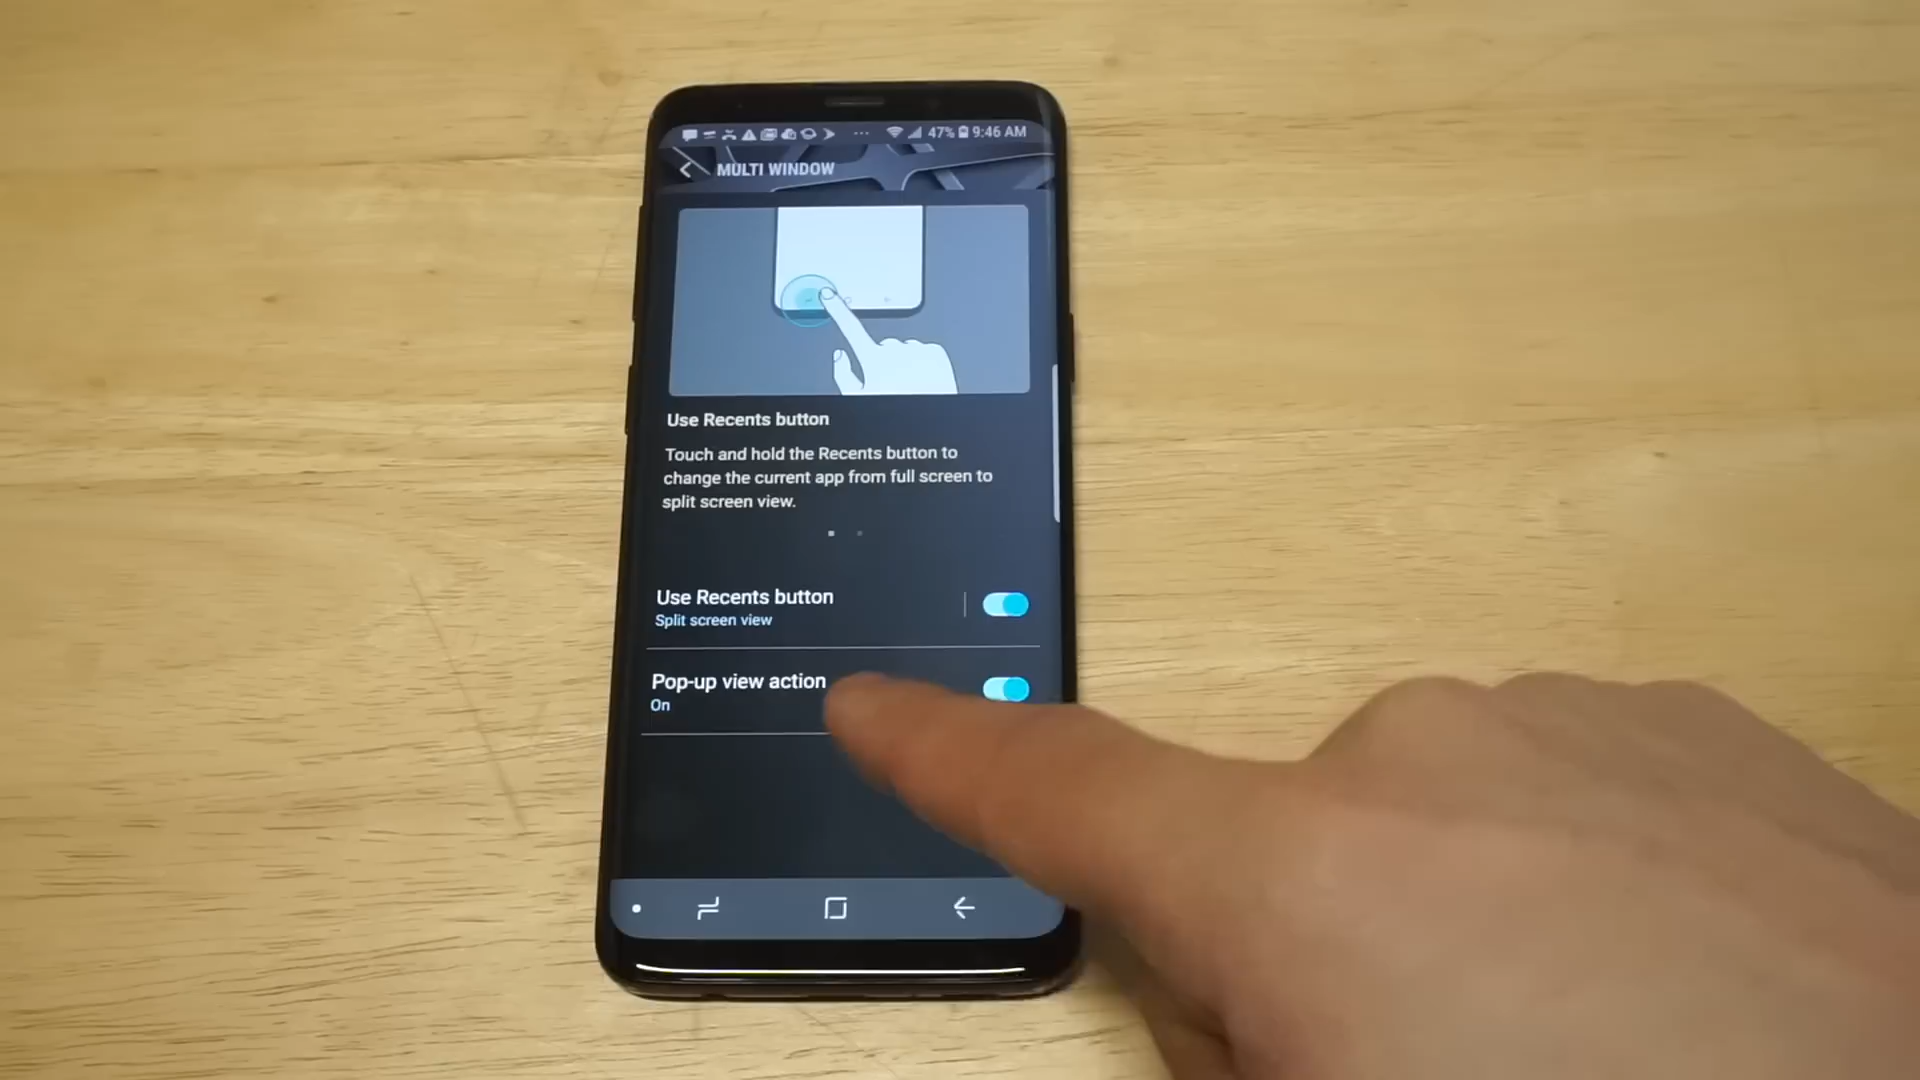 47% 9:46 AM
MULTI WINDOW
Use Recents button
Touch and hold the Recents button to
change the current app from full screen to
split screen view.
Use Recents button
Split screen view
Pop-up view action
On